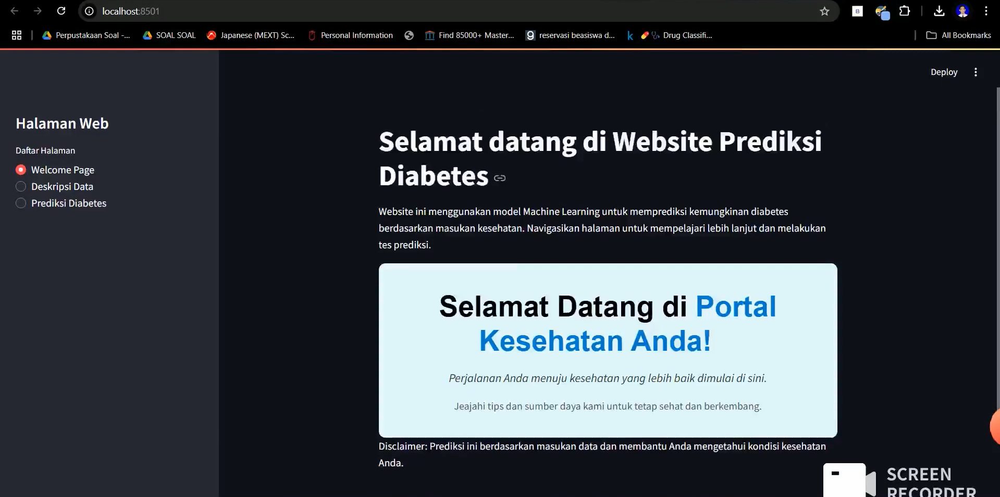 localhost:8501
B
Perpustakaan Soal -...
SOAL SOAL
Japanese (MEXT) Sc...
Personal Information
Find 85000+ Master...
reservasi beasiswa d...
k
Drug Classifi...
All Bookmarks
Deploy
Halaman Web
Daftar Halaman
Welcome Page
Deskripsi Data
Prediksi Diabetes
Selamat datang di Website Prediksi
Diabetes
Website ini menggunakan model Machine Learning untuk memprediksi kemungkinan diabetes
berdasarkan masukan kesehatan. Navigasikan halaman untuk mempelajari lebih lanjut dan melakukan
tes prediksi.
Selamat Datang di Portal
Kesehatan Anda!
Perjalanan Anda menuju kesehatan yang lebih baik dimulai di sini.
Jeajahi tips dan sumber daya kami untuk tetap sehat dan berkembang.
Disclaimer: Prediksi ini berdasarkan masukan data dan membantu Anda mengetahui kondisi kesehatan
Anda.
SCREEN
RECORDER